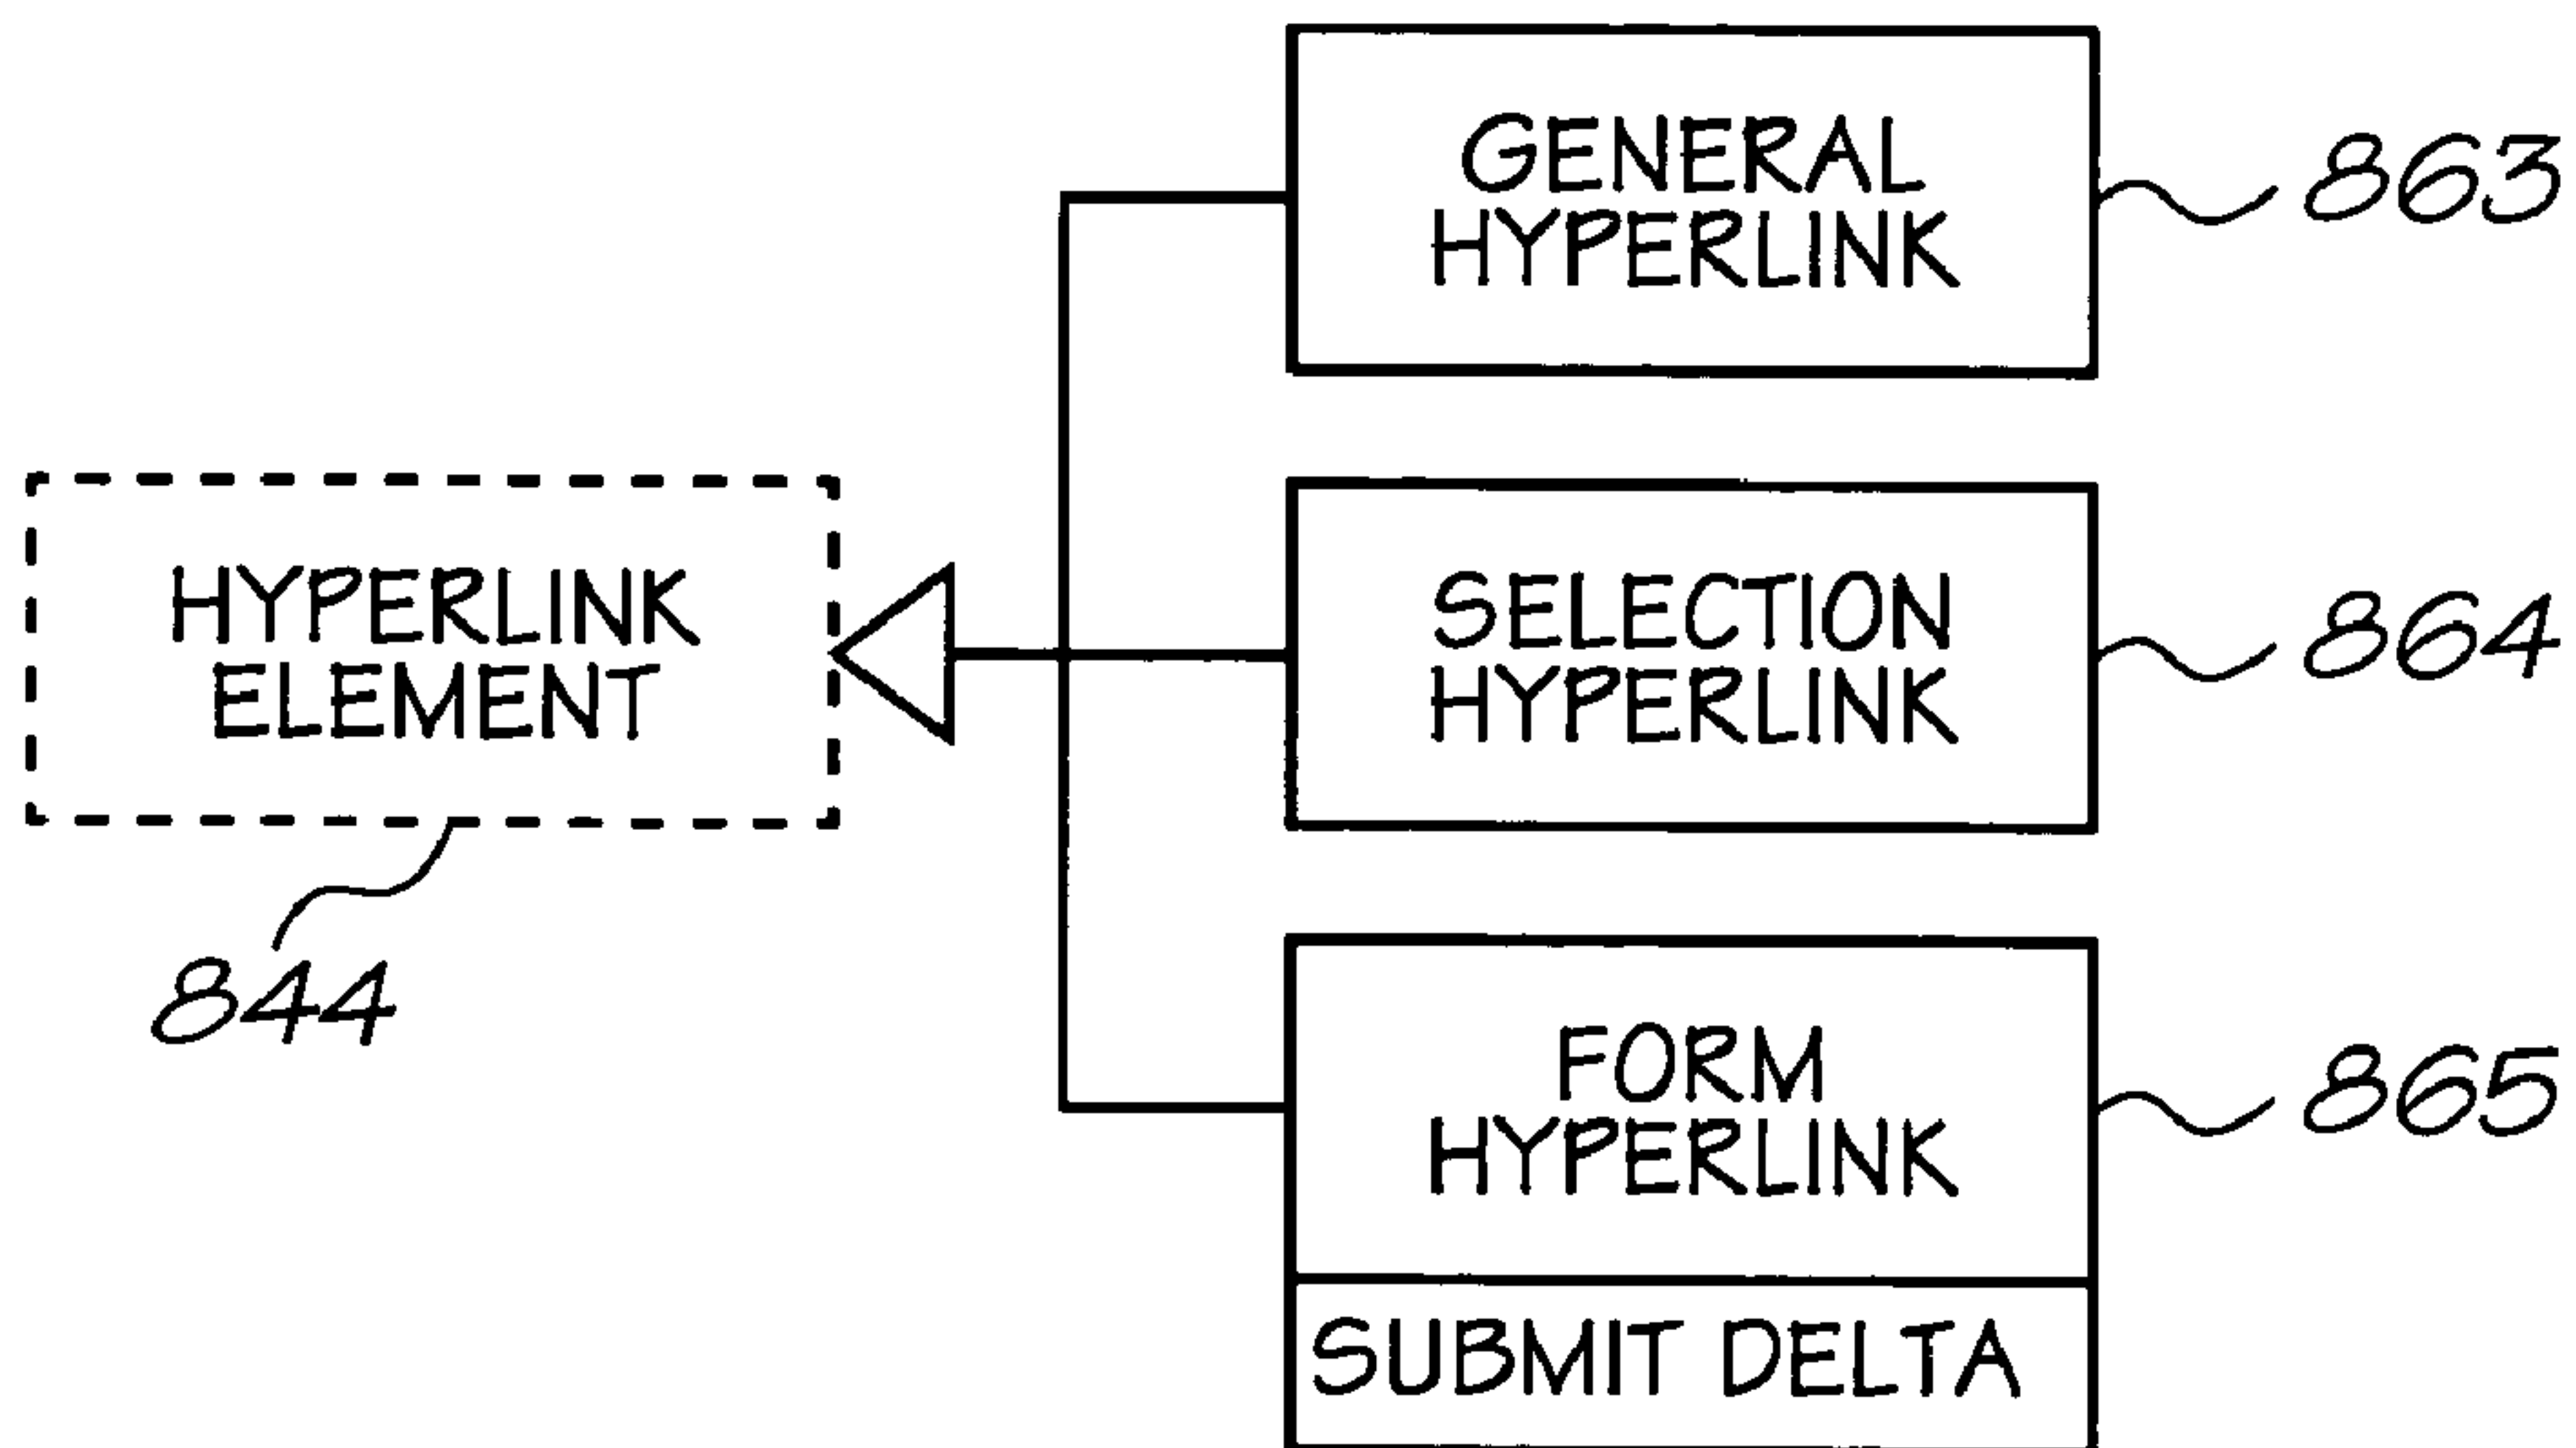 GENERAL
HYPERLINK
863
HYPERLINK
ELEMENT
844
SELECTION
HYPERLINK
864
FORM
HYPERLINK
865
SUBMIT DELTA